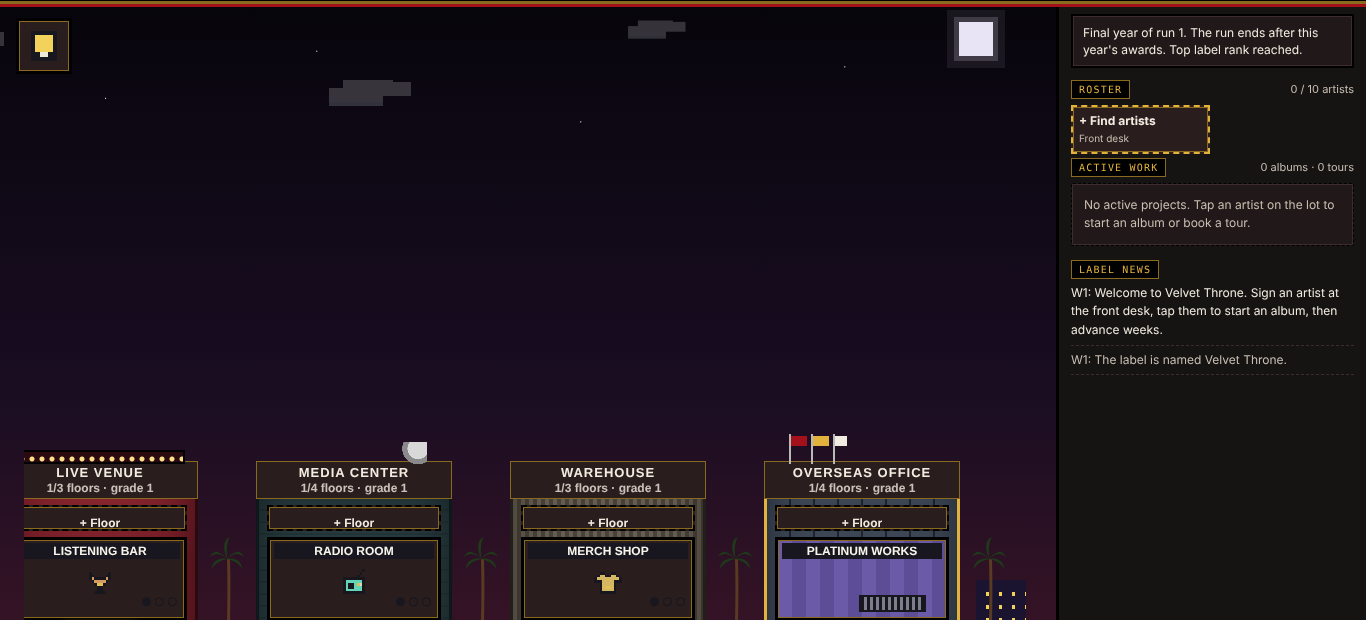 Final year of run 1. The run ends after this
year's awards. Top label rank reached.
ROSTER
0 / 10 artists
+ Find artists
Front desk
ACTIVE WORK
0 albums · 0 tours
No active projects. Tap an artist on the lot to
start an album or book a tour.
LABEL NEWS
W1: Welcome to Velvet Throne. Sign an artist at
the front desk, tap them to start an album, then
advance weeks.
W1: The label is named Velvet Throne.
LIVE VENUE
1/3 floors · grade 1
+ Floor
LISTENING BAR
MEDIA CENTER
1/4 floors · grade 1
+ Floor
RADIO ROOM
WAREHOUSE
1/3 floors · grade 1
+ Floor
MERCH SHOP
OVERSEAS OFFICE
1/4 floors · grade 1
+ Floor
PLATINUM WORKS